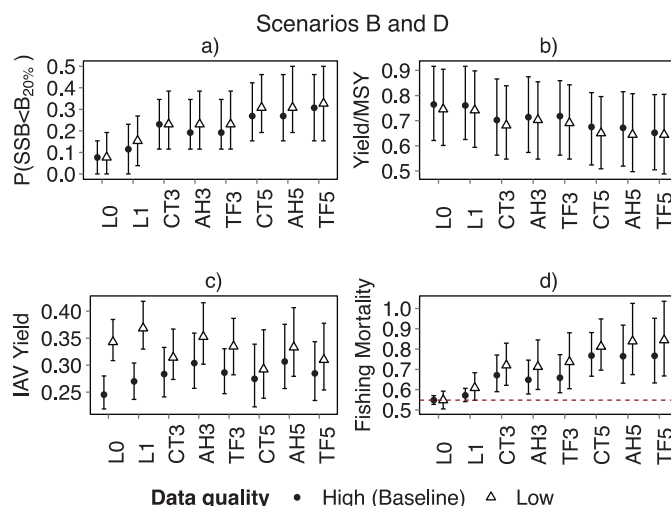 Scenarios B and D
a)
P(SSB<B20%)
0.5
0.4
0.3
0.2
0.1
0.0
L0
L1
CT3
AH3
TF3
CT5
AH5
TF5
b)
Yield/MSY
0.9
0.8
0.7
0.6
0.5
L0
L1
CT3
AH3
TF3
CT5
AH5
TF5
c)
IAV Yield
0.40
0.35
0.30
0.25
L0
L1
CT3
AH3
TF3
CT5
AH5
TF5
d)
Fishing Mortality
1.0
0.9
0.8
0.7
0.6
0.5
L0
L1
CT3
AH3
TF3
CT5
AH5
TF5
Data quality High (Baseline) Low